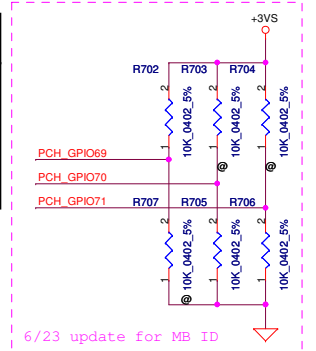 +3VS
R702 R703 R704
2 2 2
10K_0402_5% 10K_0402_5% 10K_0402_5%
1 1 1
@ @
PCH_GPIO69
PCH_GPIO70
PCH_GPIO71
R707 R705 R706
2 2 2
10K_0402_5% 10K_0402_5% 10K_0402_5%
1 1 1
@
6/23 update for MB ID